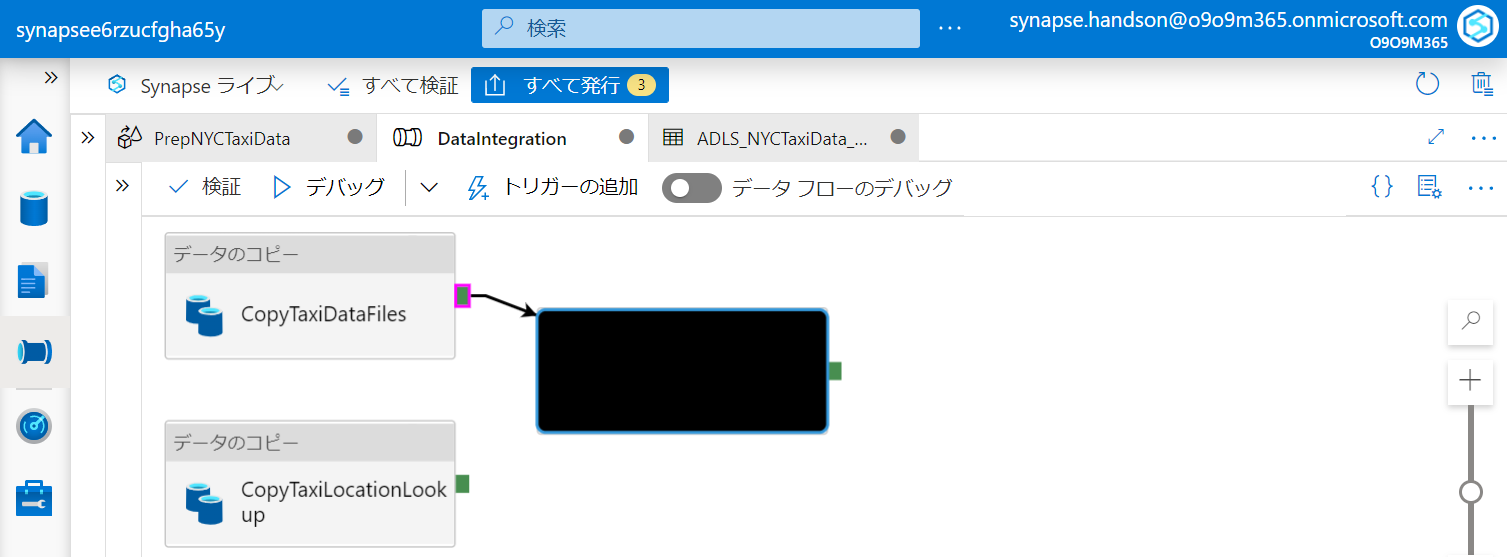 synapsee6rzucfgha65y
検索
synapse.handson@o9o9m365.onmicrosoft.com
O9O9M365
Synapse ライブ
すべて検証
すべて発行 3
PrepNYCTaxiData
DataIntegration
ADLS_NYCTaxiData_...
検証
デバッグ
トリガーの追加
データ フローのデバッグ
データのコピー
CopyTaxiDataFiles
データのコピー
CopyTaxiLocationLook
up